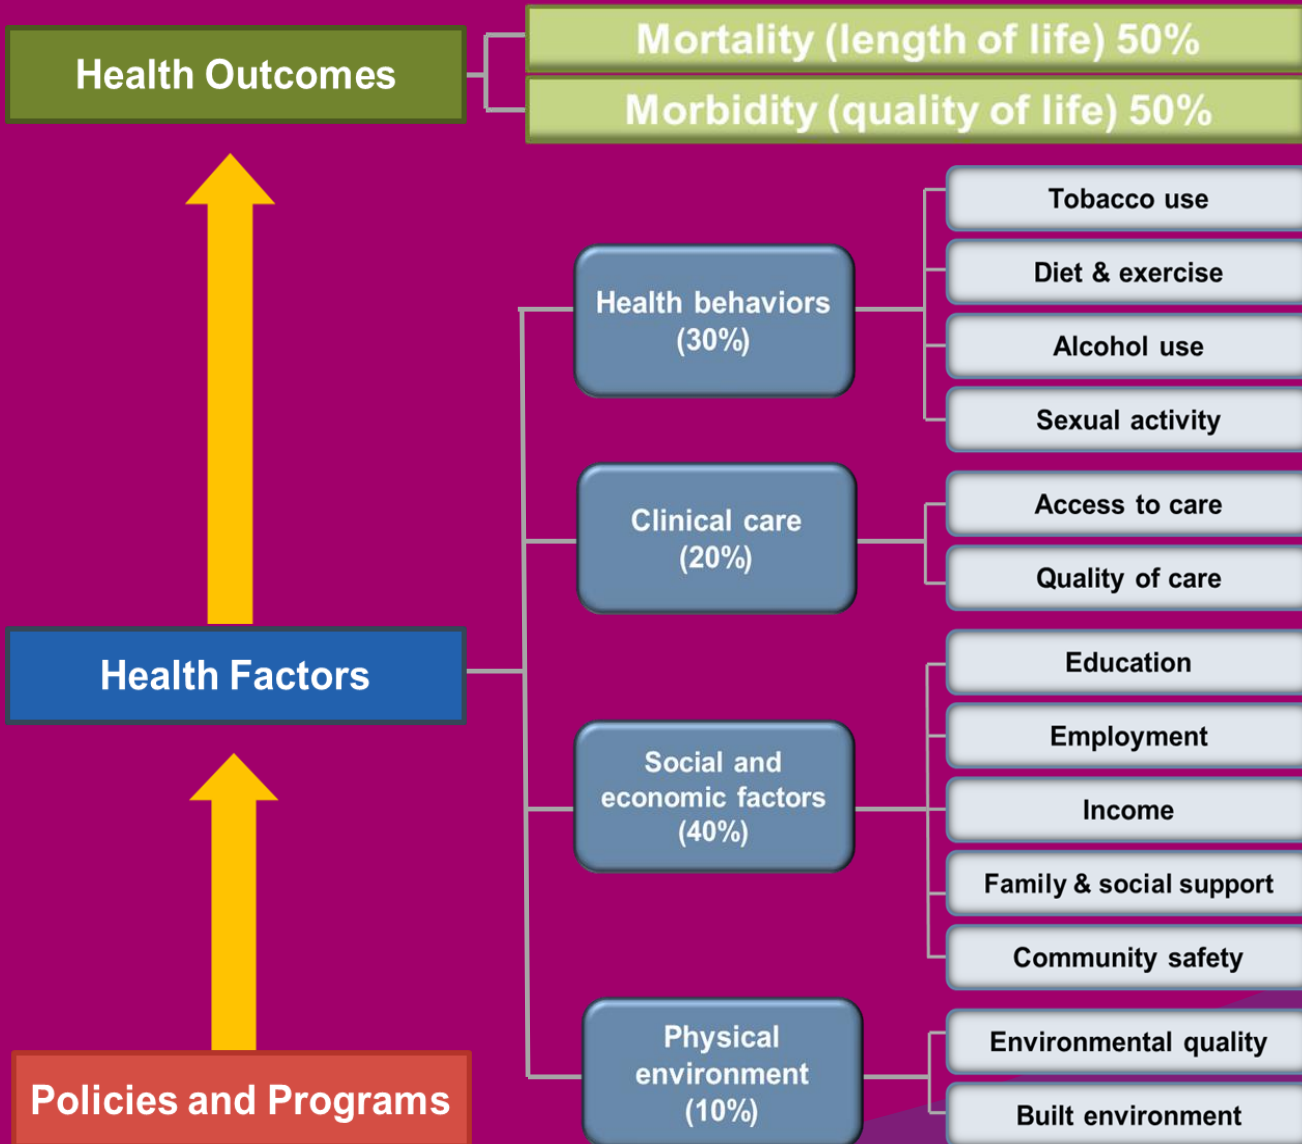 Health Outcomes
Mortality (length of life) 50%
Morbidity (quality of life) 50%
Health Factors
Health behaviors
(30%)
Tobacco use
Diet & exercise
Alcohol use
Sexual activity
Clinical care
(20%)
Access to care
Quality of care
Social and
economic factors
(40%)
Education
Employment
Income
Family & social support
Community safety
Physical
environment
(10%)
Environmental quality
Built environment
Policies and Programs